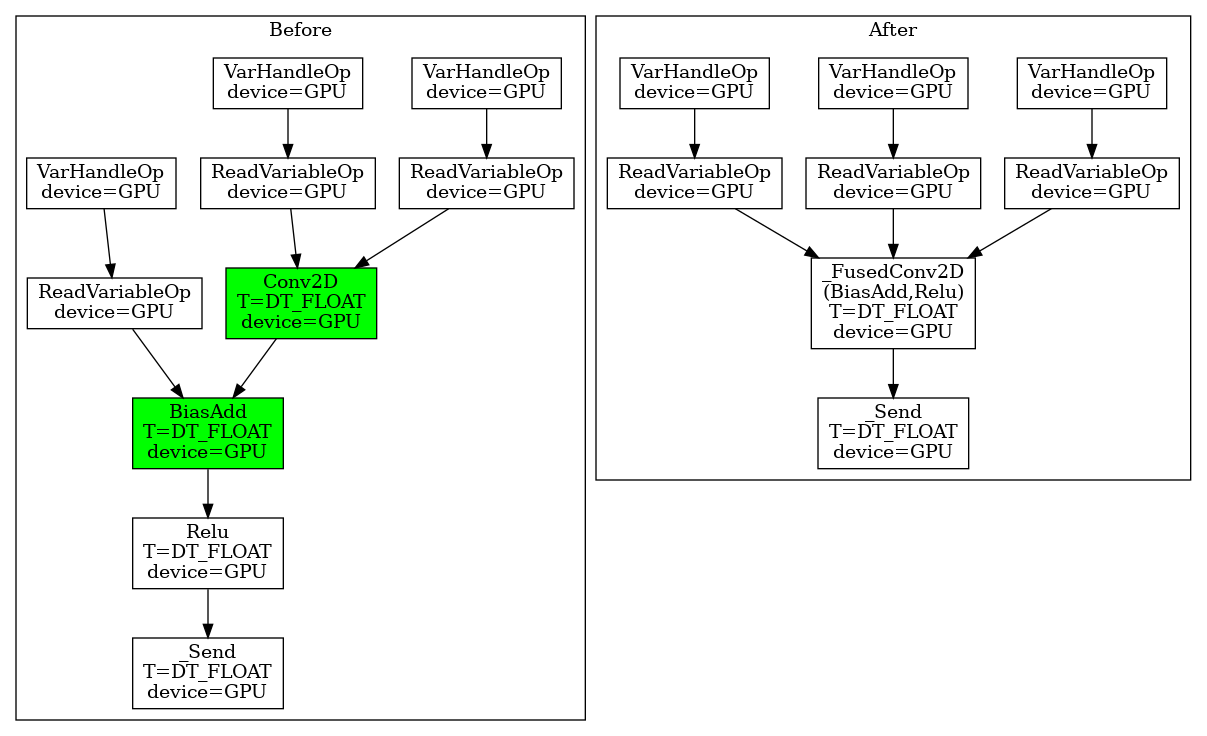 Before
VarHandleOp
device=GPU
VarHandleOp
device=GPU
VarHandleOp
device=GPU
ReadVariableOp
device=GPU
ReadVariableOp
device=GPU
ReadVariableOp
device=GPU
Conv2D
T=DT_FLOAT
device=GPU
BiasAdd
T=DT_FLOAT
device=GPU
Relu
T=DT_FLOAT
device=GPU
_Send
T=DT_FLOAT
device=GPU
After
VarHandleOp
device=GPU
VarHandleOp
device=GPU
VarHandleOp
device=GPU
ReadVariableOp
device=GPU
ReadVariableOp
device=GPU
ReadVariableOp
device=GPU
_FusedConv2D
(BiasAdd,Relu)
T=DT_FLOAT
device=GPU
_Send
T=DT_FLOAT
device=GPU